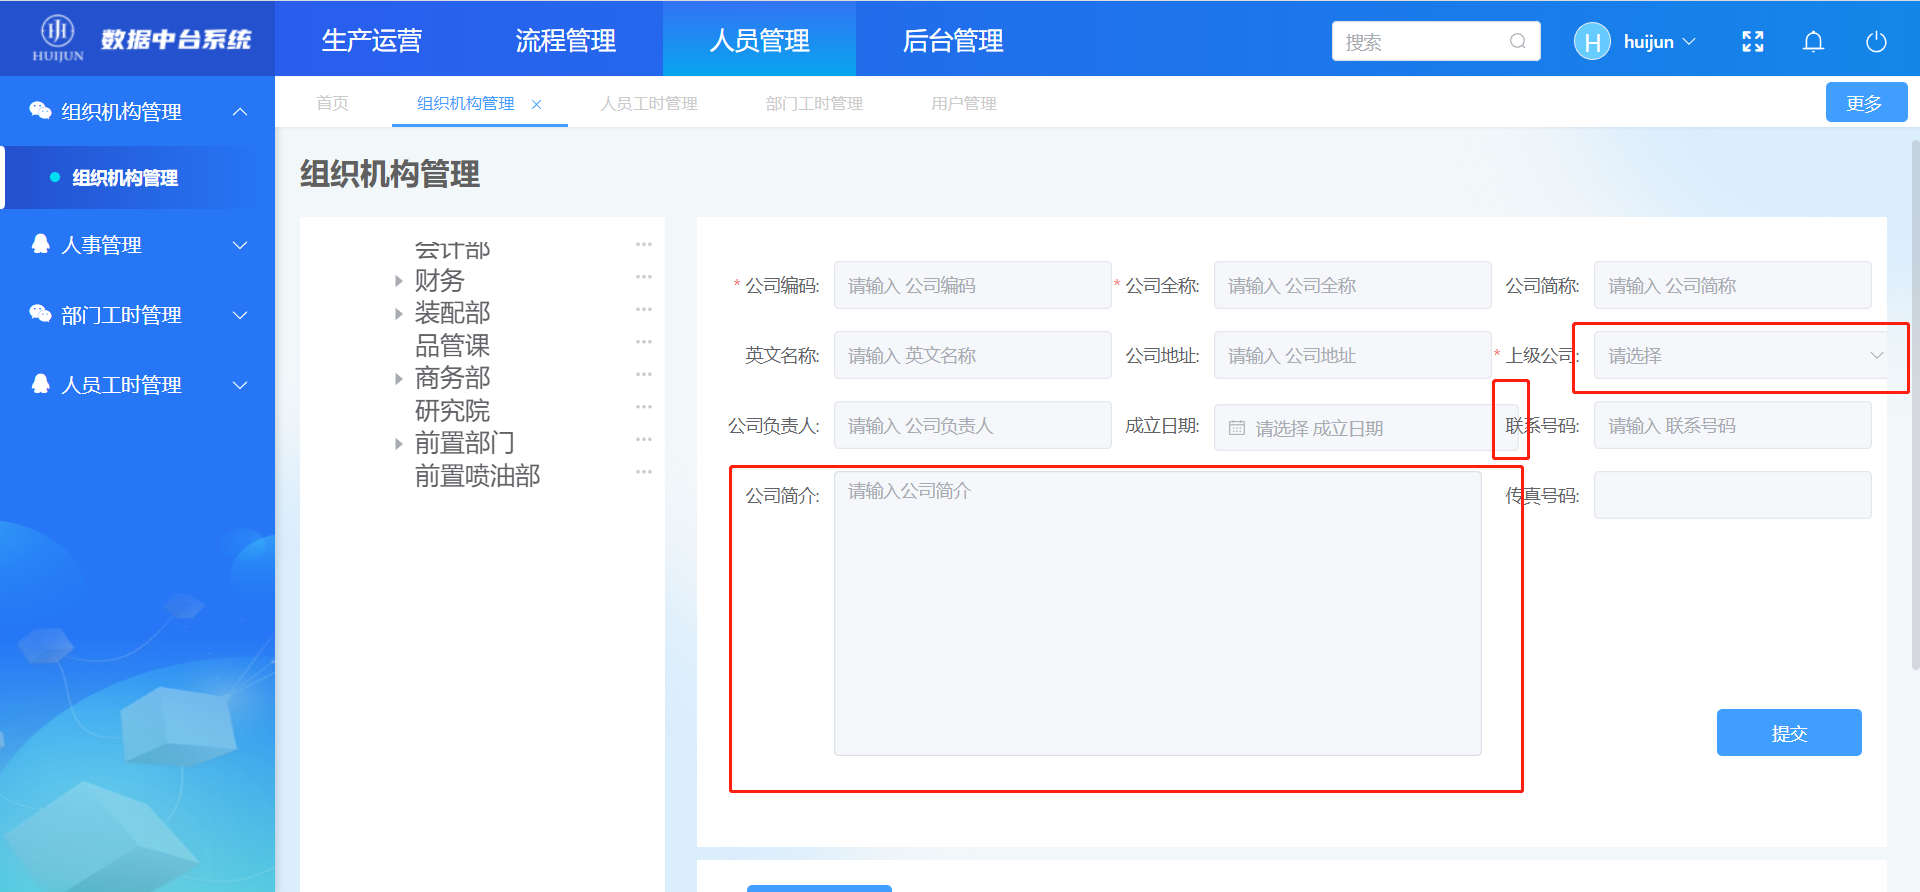 HUIJUN
数据中台系统
生产运营
流程管理
人员管理
后台管理
搜索
H
huijun
组织机构管理
组织机构管理
人事管理
部门工时管理
人员工时管理
首页
组织机构管理
人员工时管理
部门工时管理
用户管理
更多
组织机构管理
会计部
财务
装配部
品管课
商务部
研究院
前置部门
前置喷油部
* 公司编码: 请输入 公司编码
* 公司全称: 请输入 公司全称
公司简称: 请输入 公司简称
英文名称: 请输入 英文名称
公司地址: 请输入 公司地址
* 上级公司: 请选择
公司负责人: 请输入 公司负责人
成立日期: 请选择 成立日期
联系号码: 请输入 联系号码
公司简介: 请输入公司简介
传真号码:
提交